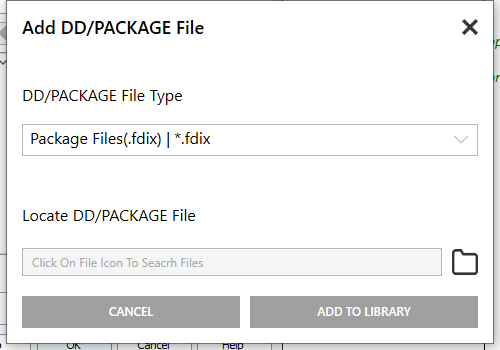 Add DD/PACKAGE File
DD/PACKAGE File Type
Package Files(.fdix) | *.fdix
Locate DD/PACKAGE File
Click On File Icon To Seacrh Files
CANCEL
ADD TO LIBRARY
OK
Cancel
Help